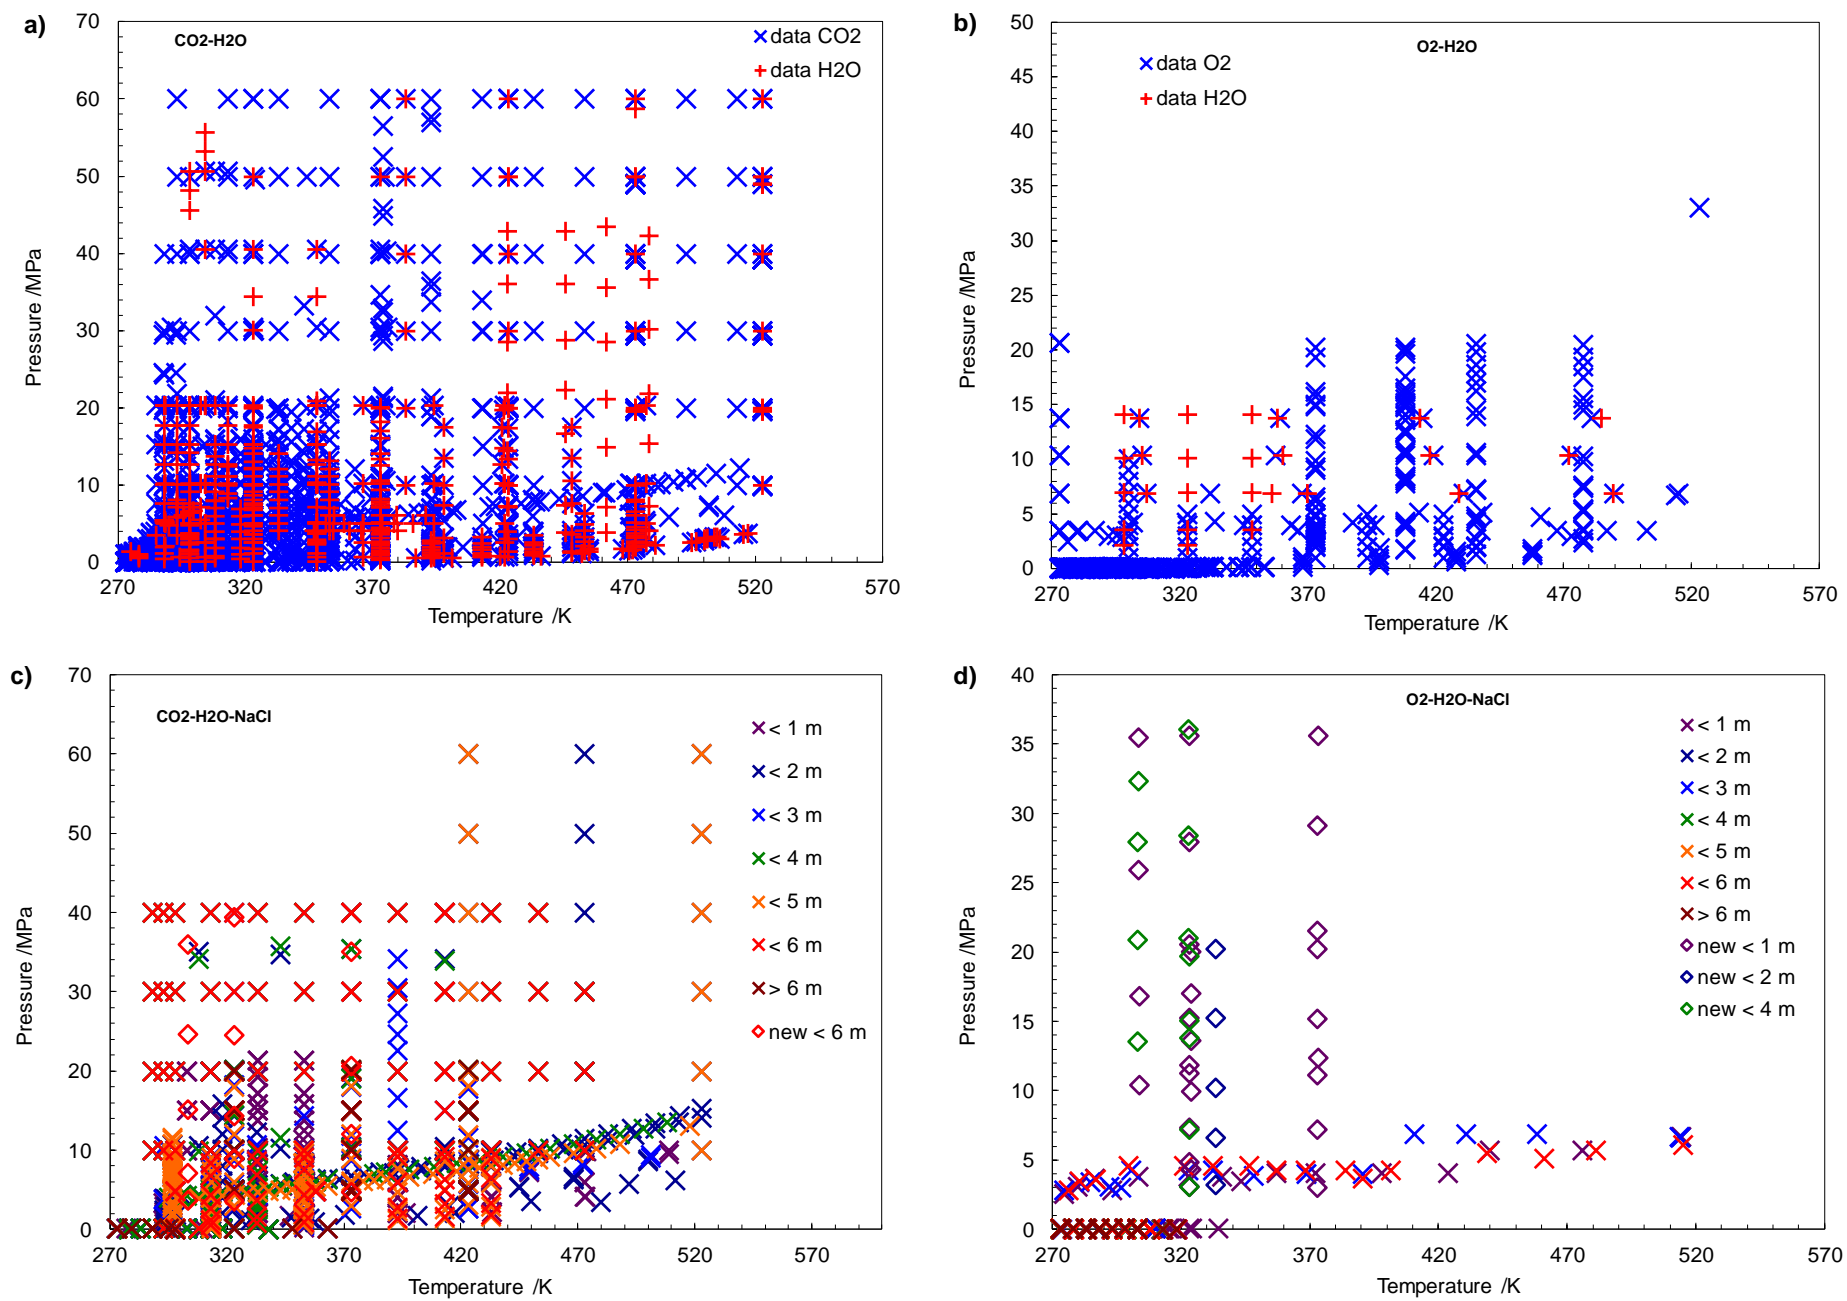 a)
CO2-H2O
data CO2
data H2O
70
60
50
40
30
20
10
0
Pressure /MPa
270 320 370 420 470 520 570
Temperature /K
b)
O2-H2O
data O2
data H2O
50
45
40
35
30
25
20
15
10
5
0
Pressure /MPa
270 320 370 420 470 520 570
Temperature /K
c)
CO2-H2O-NaCl
< 1 m
< 2 m
< 3 m
< 4 m
< 5 m
< 6 m
> 6 m
new < 6 m
70
60
50
40
30
20
10
0
Pressure /MPa
270 320 370 420 470 520 570
Temperature /K
d)
O2-H2O-NaCl
< 1 m
< 2 m
< 3 m
< 4 m
< 5 m
< 6 m
> 6 m
new < 1 m
new < 2 m
new < 4 m
40
35
30
25
20
15
10
5
0
Pressure /MPa
270 320 370 420 470 520 570
Temperature /K